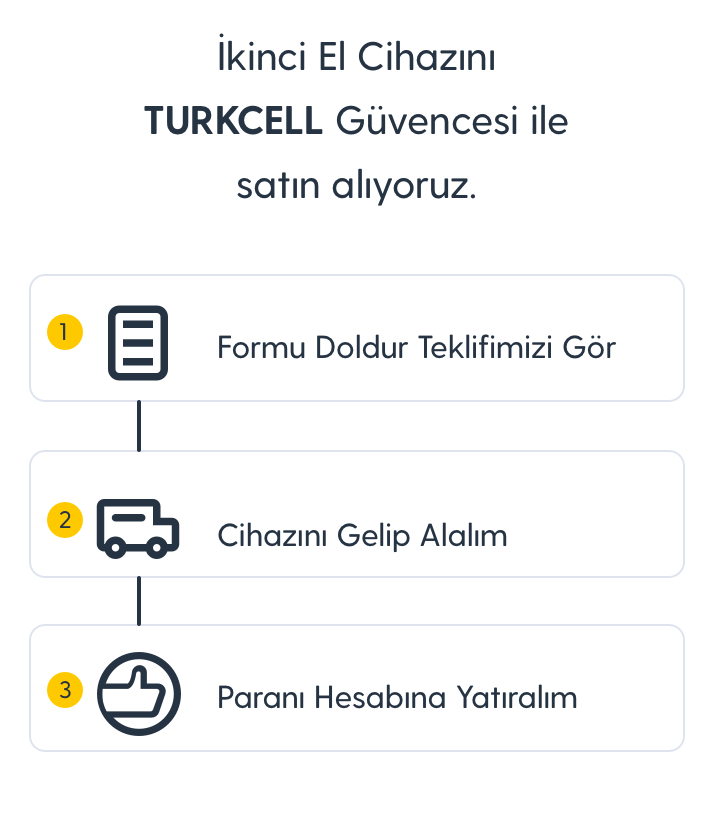 İkinci El Cihazını
TURKCELL Güvencesi ile
satın alıyoruz.
1
Formu Doldur Teklifimizi Gör
2
Cihazını Gelip Alalım
3
Paranı Hesabına Yatıralım